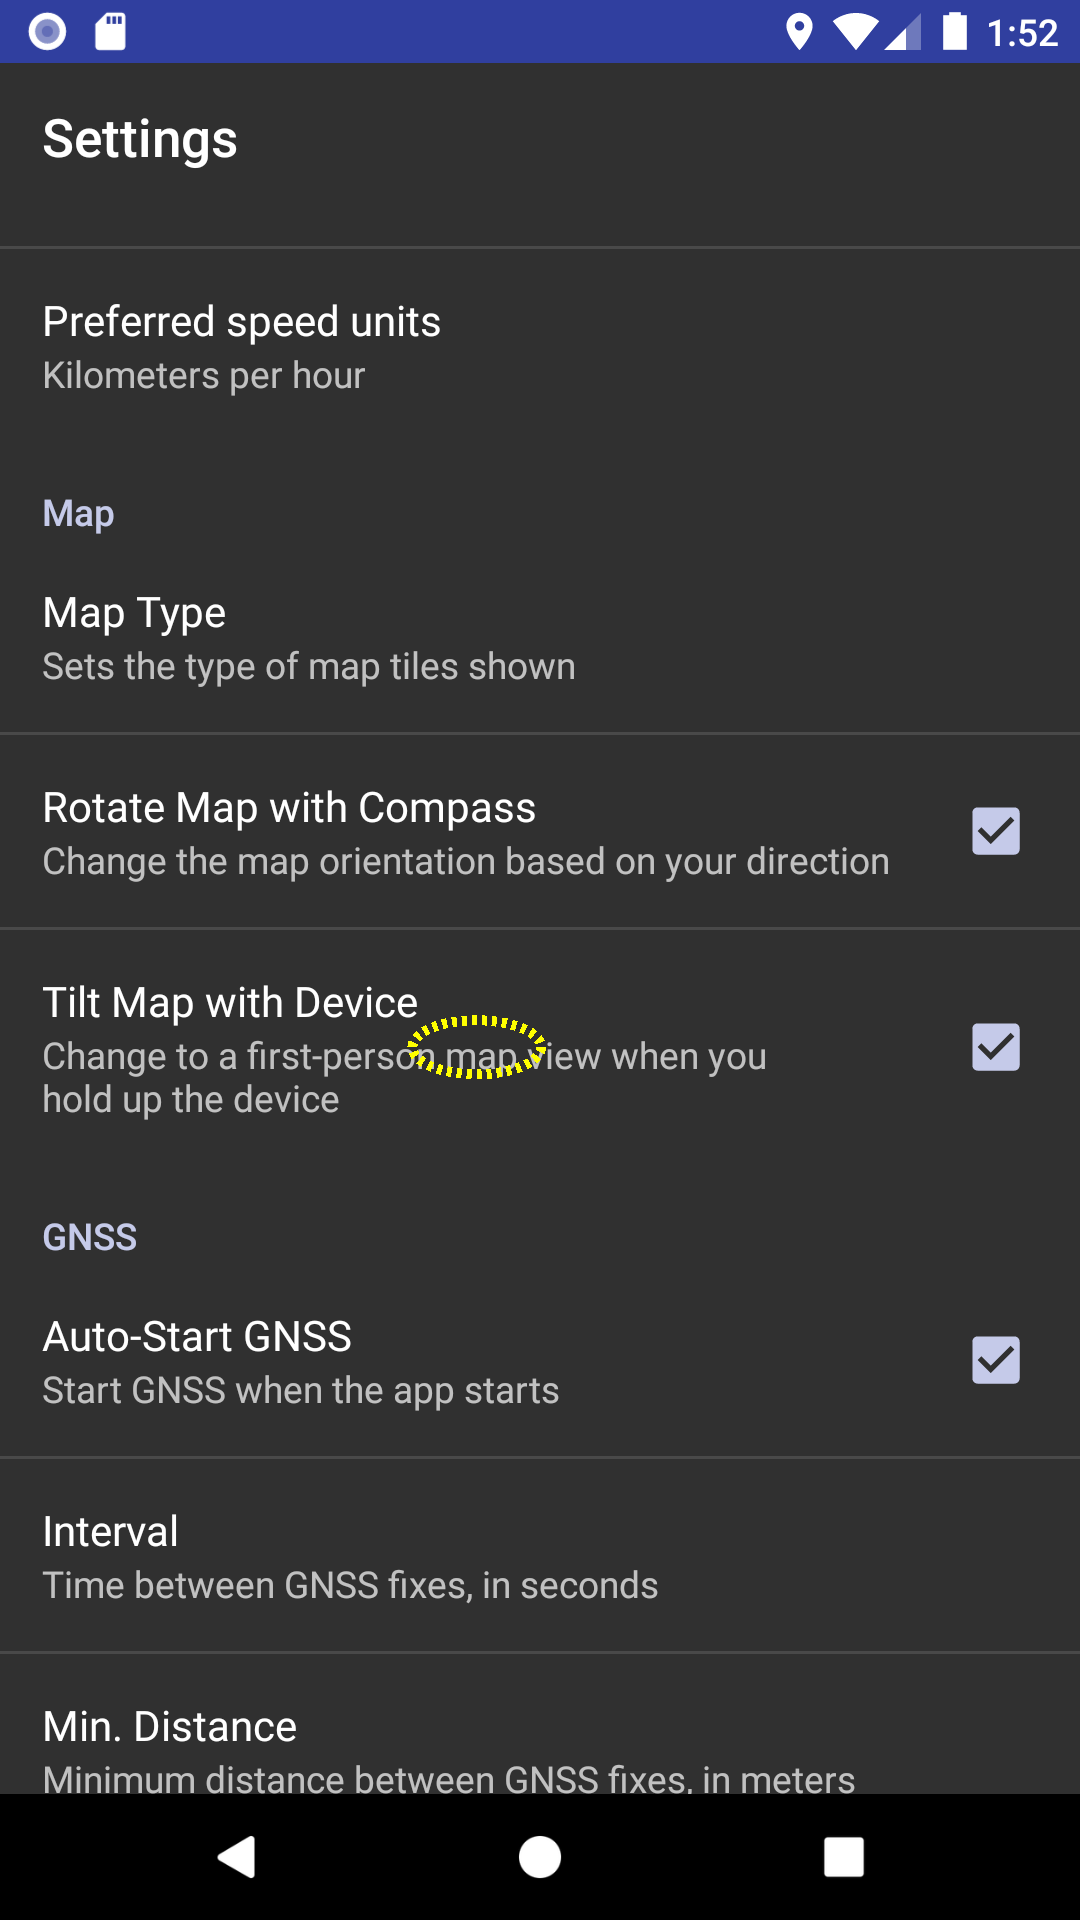 1:52
Settings
Preferred speed units
Kilometers per hour
Map
Map Type
Sets the type of map tiles shown
Rotate Map with Compass
Change the map orientation based on your direction
Tilt Map with Device
Change to a first-person map view when you
hold up the device
GNSS
Auto-Start GNSS
Start GNSS when the app starts
Interval
Time between GNSS fixes, in seconds
Min. Distance
Minimum distance between GNSS fixes, in meters